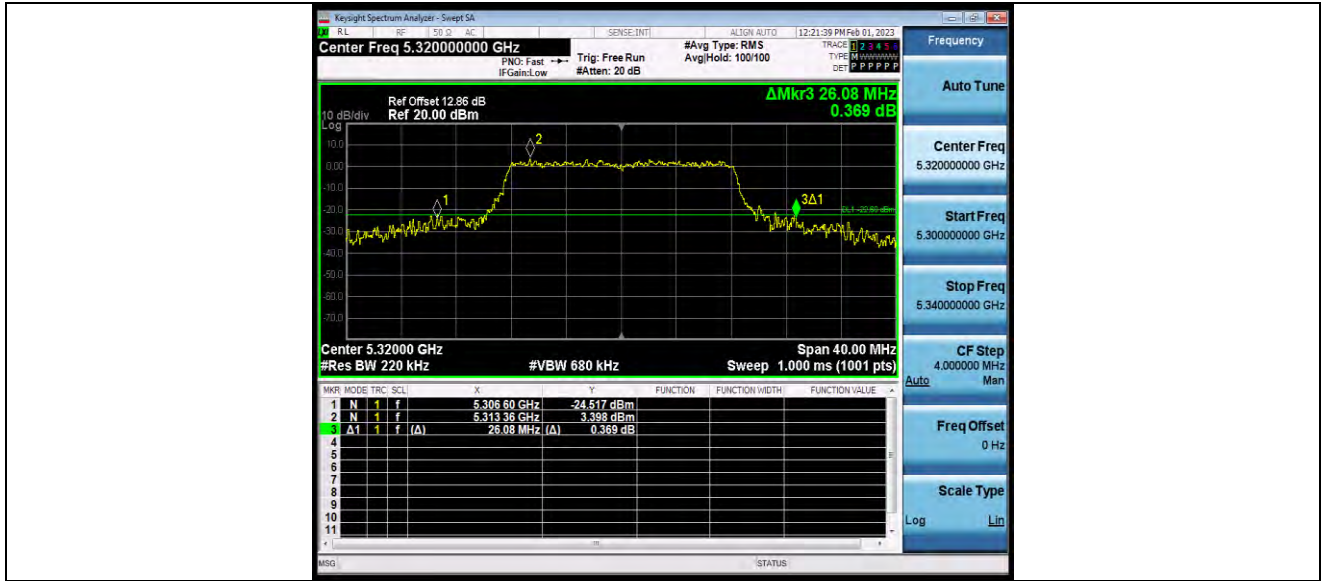 Keysight Spectrum Analyzer - Swept SA
RL RF 50 Ω AC SENSE:INT ALIGN AUTO 12:21:39 PM Feb 01, 2023
Center Freq 5.320000000 GHz #Avg Type: RMS TRACE 1 2 3 4 5 6 Frequency
PNO: Fast Trig: Free Run Avg|Hold: 100/100 TYPE M WWWWW
IFGain:Low #Atten: 20 dB DET P P P P P P
Auto Tune
ΔMkr3 26.08 MHz
Ref Offset 12.86 dB 0.369 dB
10 dB/div Ref 20.00 dBm
Log
10.0
0.00
-10.0
-20.0
-30.0
-40.0
-50.0
-60.0
-70.0
2
1
3Δ1
Center Freq
5.320000000 GHz
Start Freq
5.300000000 GHz
Stop Freq
5.340000000 GHz
Center 5.32000 GHz Span 40.00 MHz
#Res BW 220 kHz #VBW 680 kHz Sweep 1.000 ms (1001 pts)
CF Step
4.000000 MHz
Auto Man
MKR MODE TRC SCL X Y FUNCTION FUNCTION WIDTH FUNCTION VALUE
1 N 1 f 5.306 60 GHz -24.517 dBm
2 N 1 f 5.313 36 GHz 3.398 dBm
3 Δ1 1 f (Δ) 26.08 MHz (Δ) 0.369 dB
4
5
6
7
8
9
10
11
Freq Offset
0 Hz
Scale Type
Log Lin
MSG STATUS